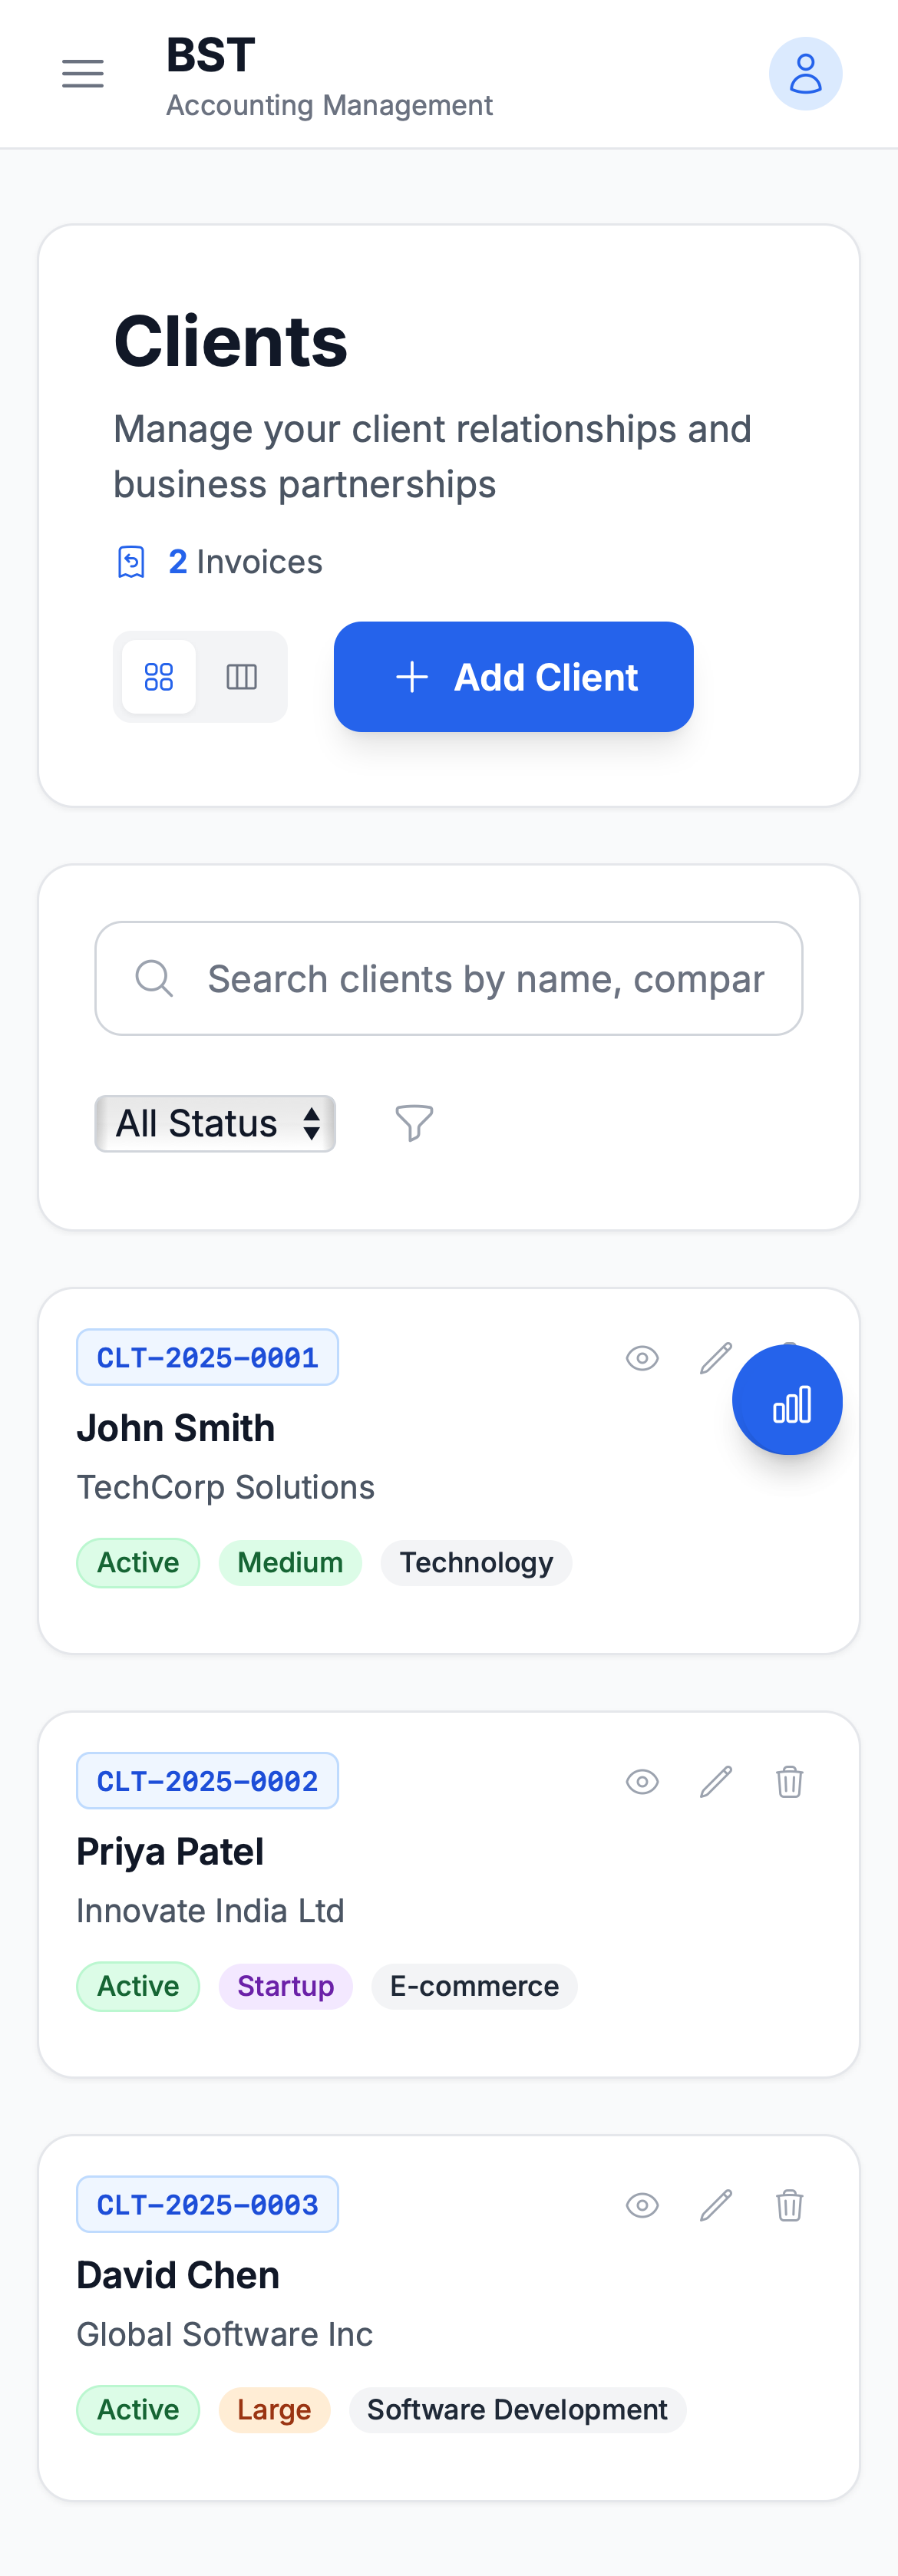 BST
Accounting Management
Clients
Manage your client relationships and
business partnerships
2 Invoices
Add Client
Search clients by name, compar
All Status
CLT-2025-0001
John Smith
TechCorp Solutions
Active Medium Technology
CLT-2025-0002
Priya Patel
Innovate India Ltd
Active Startup E-commerce
CLT-2025-0003
David Chen
Global Software Inc
Active Large Software Development